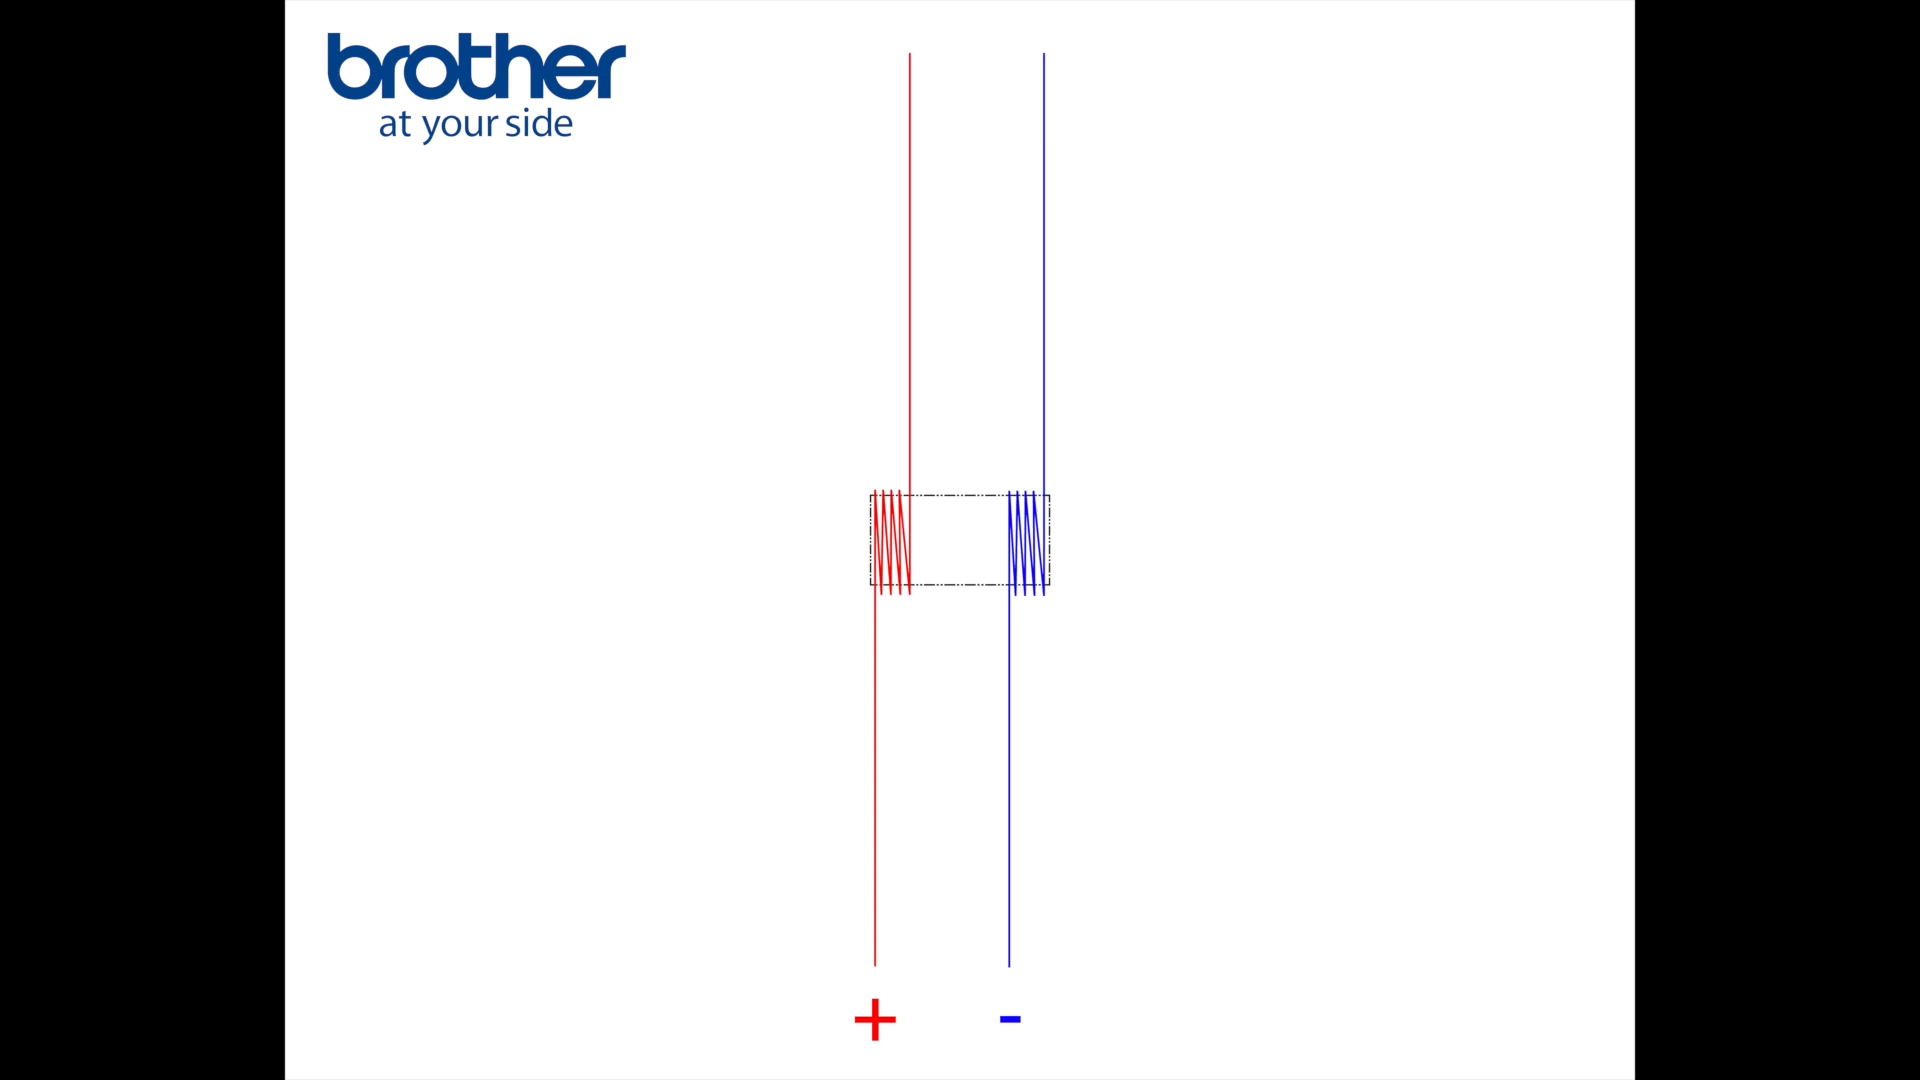 brother
at your side
+
-